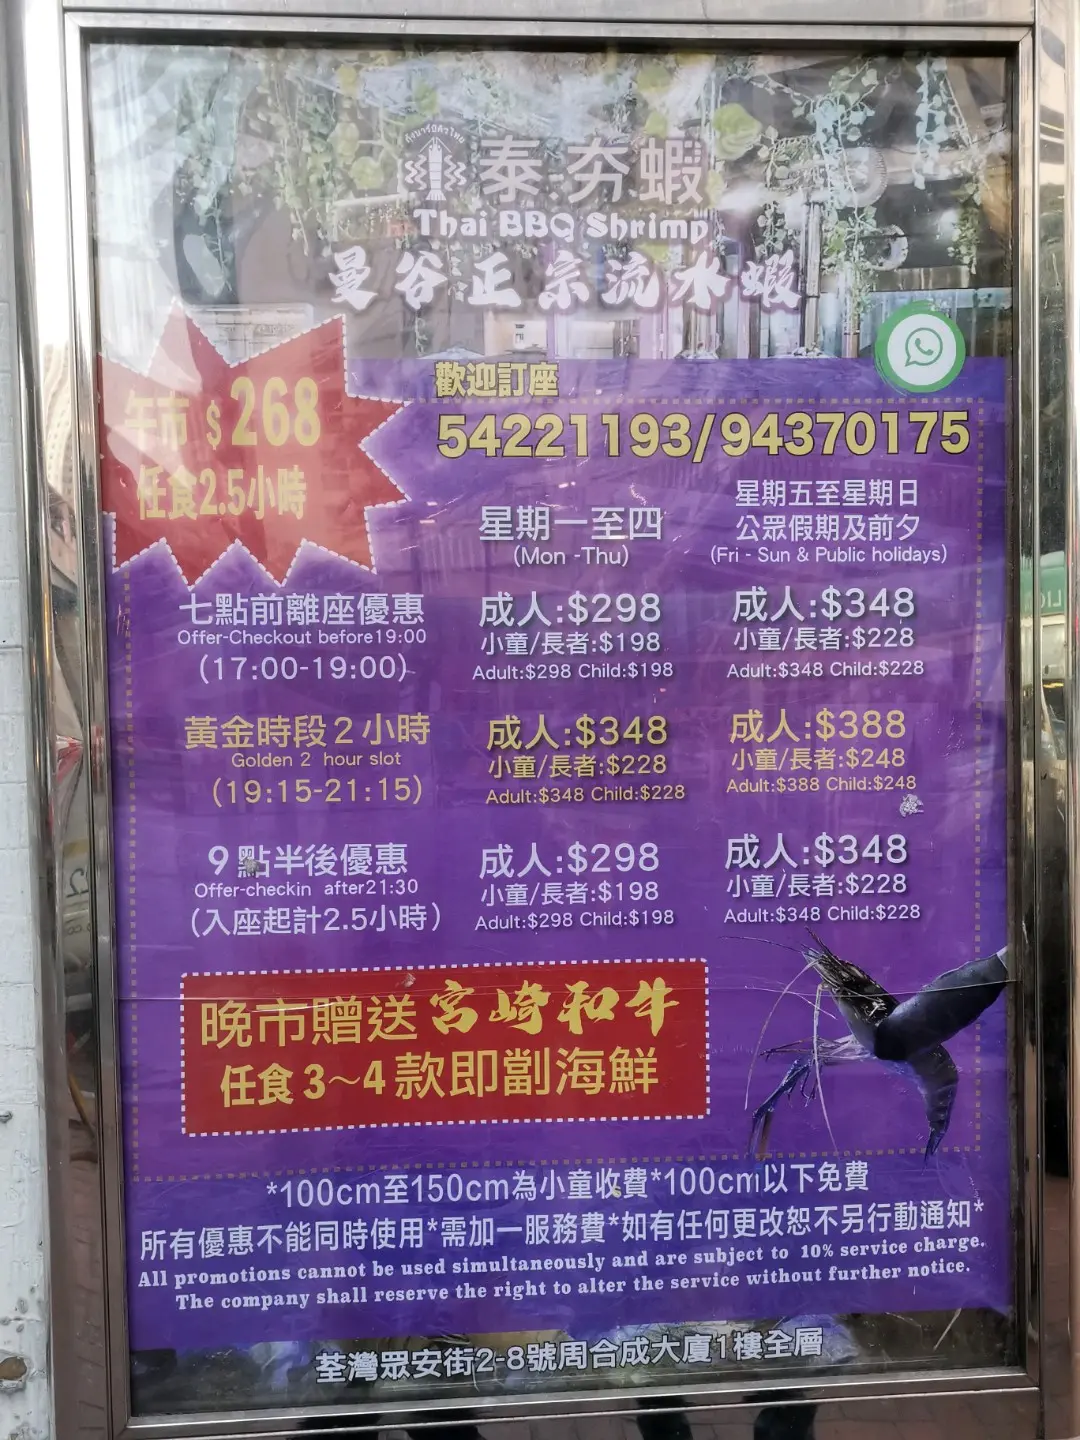 กุ้งเผาบาร์บีคิวไทย
泰.夯蝦
Thai BBQ Shrimp
曼谷正宗流水蝦
午市 $268
任食2.5小時
歡迎訂座
54221193/94370175
星期一至四
(Mon -Thu)
星期五至星期日
公眾假期及前夕
(Fri - Sun & Public holidays)
七點前離座優惠
Offer-Checkout before19:00
(17:00-19:00)
成人:$298
小童/長者:$198
Adult:$298 Child:$198
成人:$348
小童/長者:$228
Adult:$348 Child:$228
黃金時段2小時
Golden 2 hour slot
(19:15-21:15)
成人:$348
小童/長者:$228
Adult:$348 Child:$228
成人:$388
小童/長者:$248
Adult:$388 Child:$248
9點半後優惠
Offer-checkin after21:30
(入座起計2.5小時)
成人:$298
小童/長者:$198
Adult:$298 Child:$198
成人:$348
小童/長者:$228
Adult:$348 Child:$228
晚市贈送宮崎和牛
任食3~4款即劏海鮮
*100cm至150cm為小童收費*100cm以下免費
所有優惠不能同時使用*需加一服務費*如有任何更改恕不另行動通知*
All promotions cannot be used simultaneously and are subject to 10% service charge.
The company shall reserve the right to alter the service without further notice.
荃灣眾安街2-8號周合成大廈1樓全層